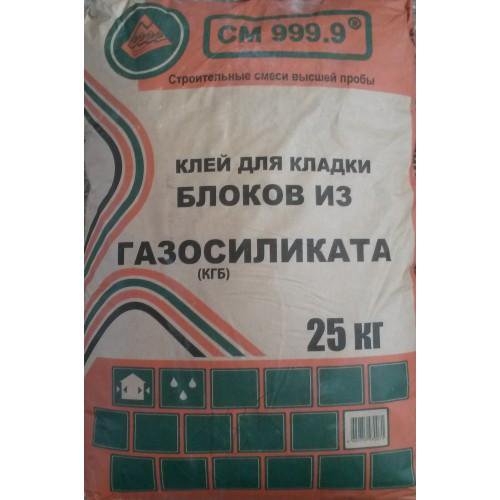 СМ 999.9®
Строительные смеси высшей пробы
КЛЕЙ ДЛЯ КЛАДКИ
БЛОКОВ ИЗ
ГАЗОСИЛИКАТА
(КГБ)
25 КГ